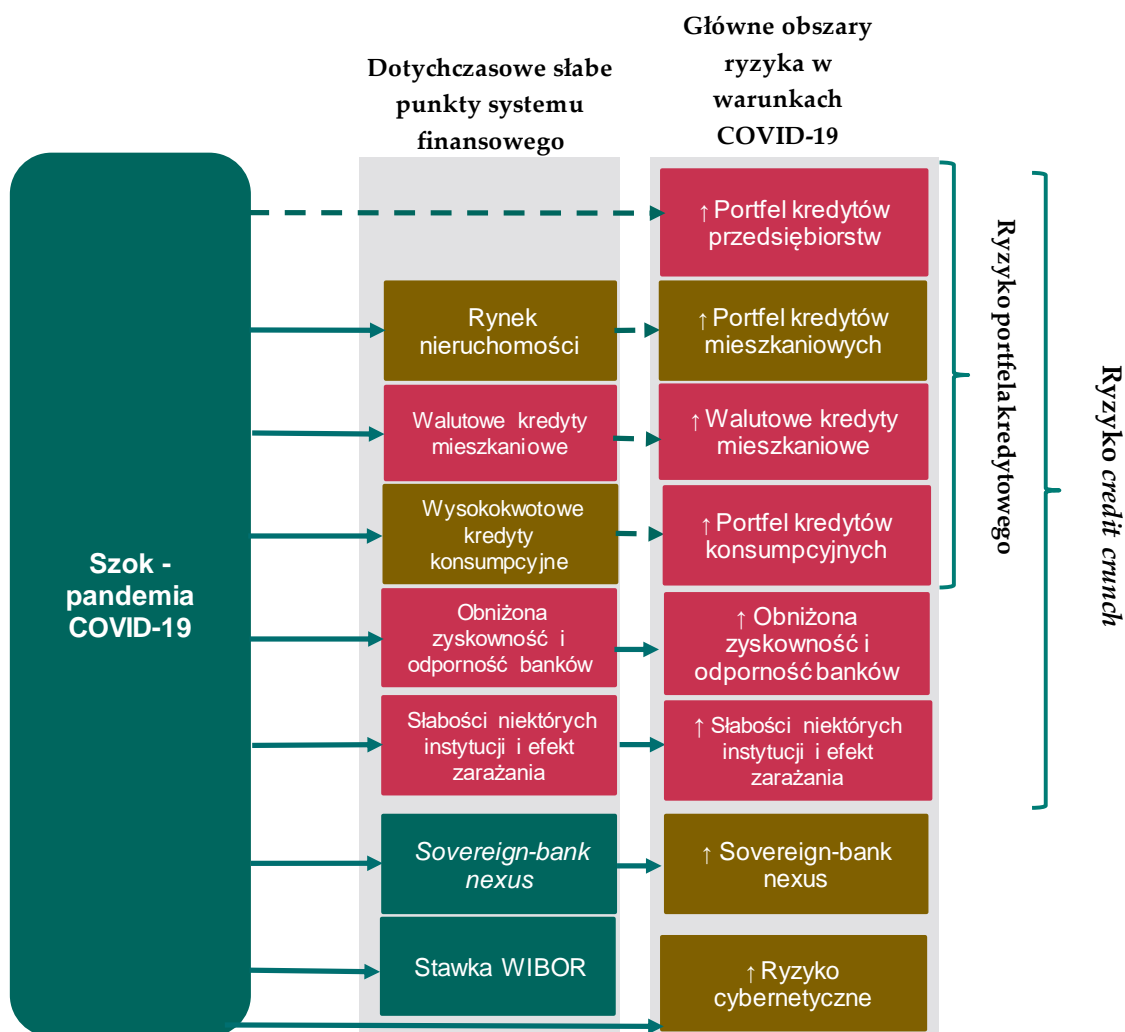 Dotychczasowe słabe
punkty systemu
finansowego
Główne obszary
ryzyka w
warunkach
COVID-19
Szok -
pandemia
COVID-19
↑ Portfel kredytów
przedsiębiorstw
Rynek
nieruchomości
↑ Portfel kredytów
mieszkaniowych
Walutowe kredyty
mieszkaniowe
↑ Walutowe kredyty
mieszkaniowe
Wysokokwotowe
kredyty
konsumpcyjne
↑ Portfel kredytów
konsumpcyjnych
Obniżona
zyskowność i
odporność banków
↑ Obniżona
zyskowność i
odporność banków
Słabości niektórych
instytucji i efekt
zarażania
↑ Słabości niektórych
instytucji i efekt
zarażania
Sovereign-bank
nexus
↑ Sovereign-bank
nexus
Stawka WIBOR
↑ Ryzyko
cybernetyczne
Ryzyko portfela kredytowego
Ryzyko credit crunch